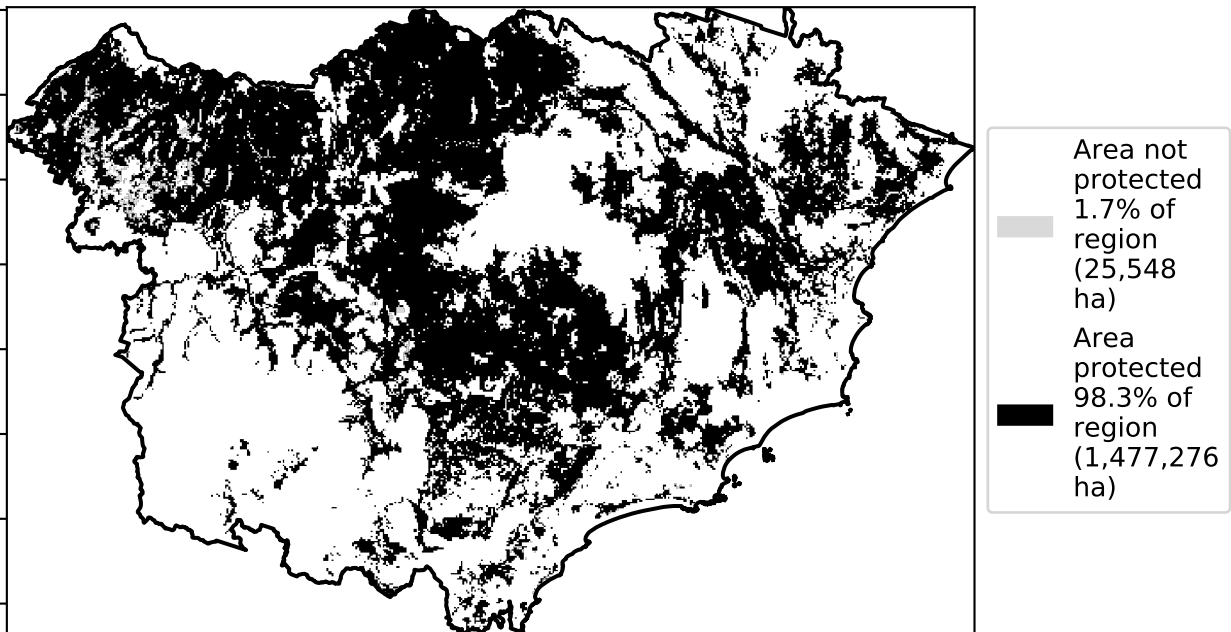 Area not
protected
1.7% of
region
(25,548
ha)
Area
protected
98.3% of
region
(1,477,276
ha)